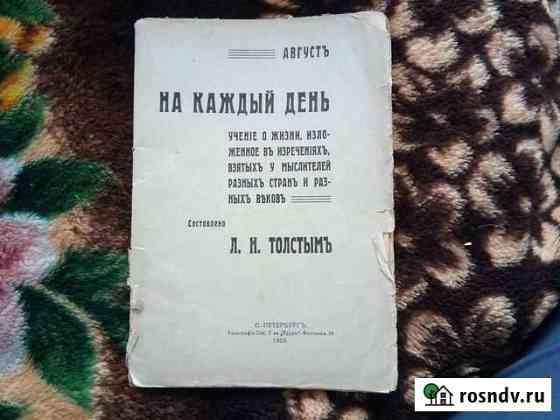 АВГУСТЪ
НА КАЖДЫЙ ДЕНЬ
УЧЕНІЕ О ЖИЗНИ, ИЗЛО-
ЖЕННОЕ ВЪ ИЗРЕЧЕНІЯХЪ,
ВЗЯТЫХЪ У МЫСЛИТЕЛЕЙ
РАЗНЫХЪ СТРАНЪ И РАЗ-
НЫХЪ ВѢКОВЪ
Составлено
Л. Н. ТОЛСТЫМЪ
С.-ПЕТЕРБУРГЪ.
rosndv.ru